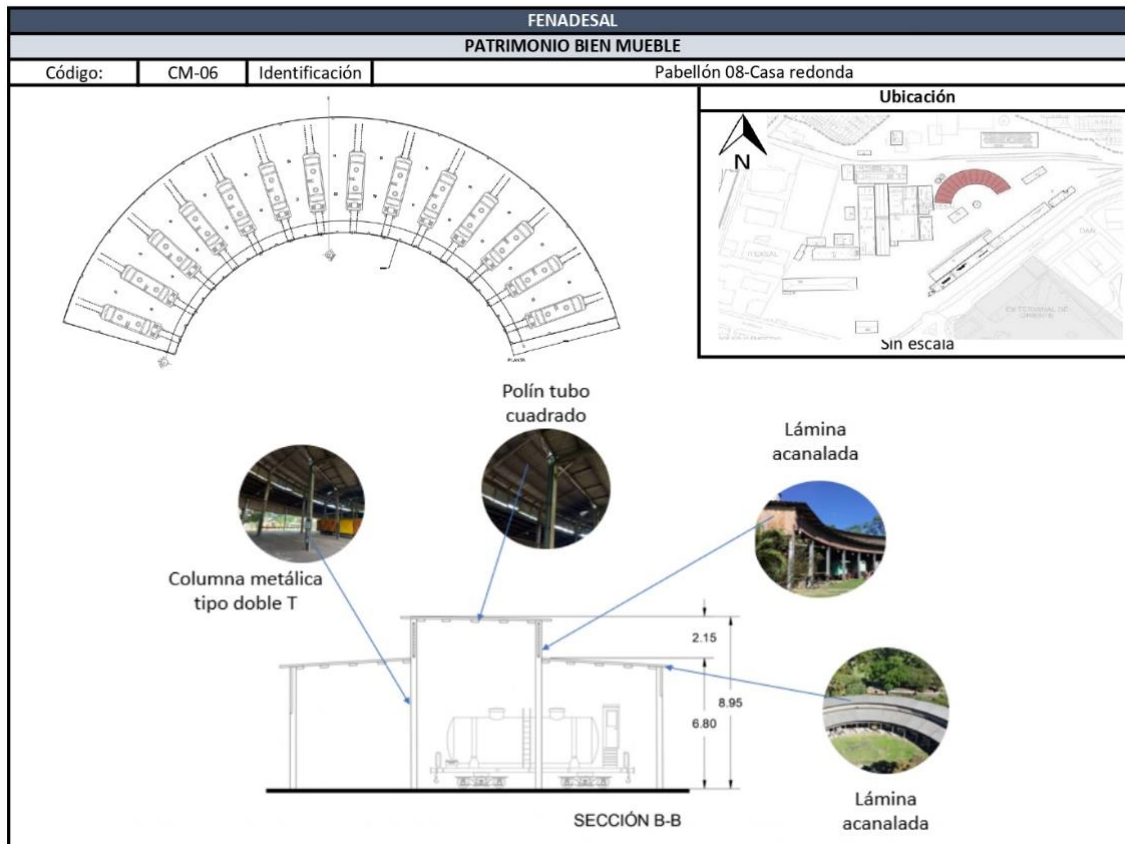 FENADESAL
PATRIMONIO BIEN MUEBLE
Código: CM-06 Identificación Pabellón 08-Casa redonda
Ubicación
N
PLANTA
Sin escala
Polín tubo
cuadrado
Lámina
acanalada
Columna metálica
tipo doble T
2.15
8.95
6.80
SECCIÓN B-B
Lámina
acanalada